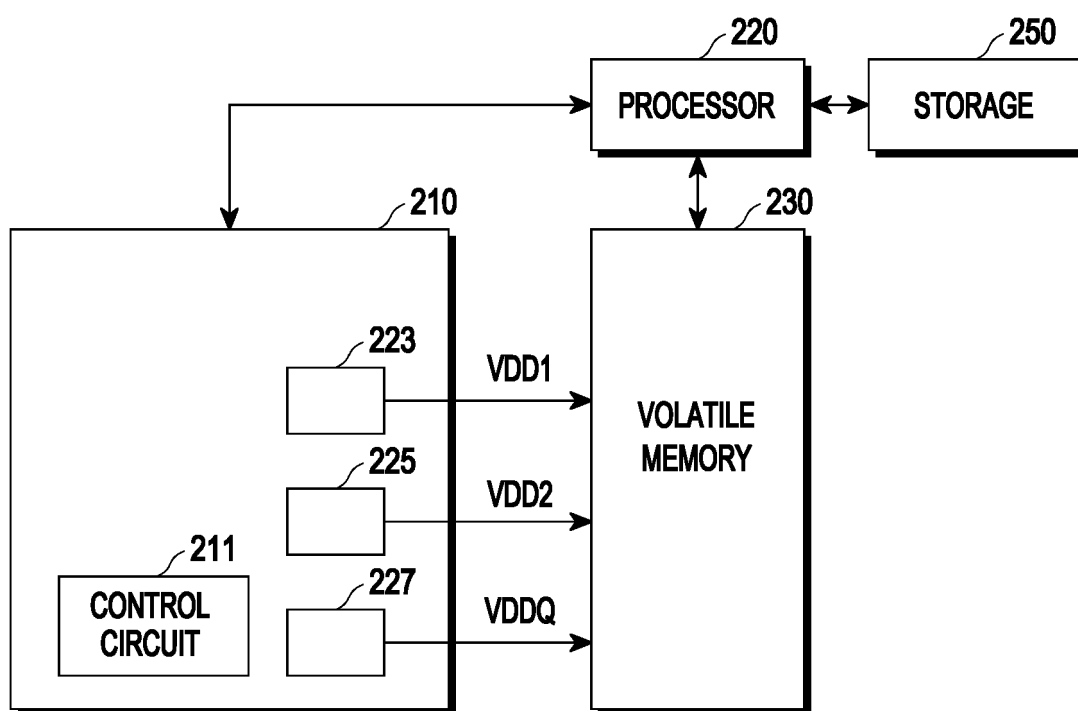 220
250
PROCESSOR
STORAGE
210
230
223
VDD1
VOLATILE
MEMORY
225
VDD2
211
227
CONTROL
CIRCUIT
VDDQ